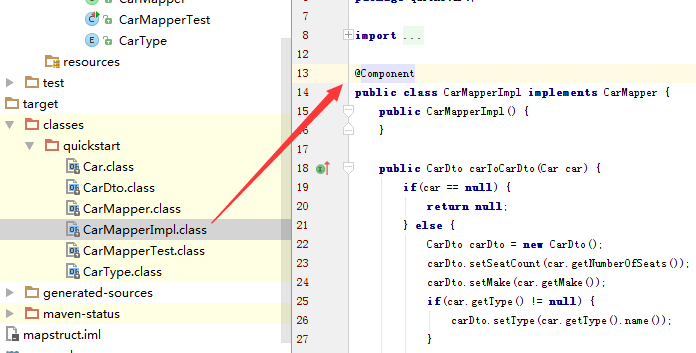 CarMapper
CarMapperTest
CarType
resources
test
target
classes
quickstart
Car.class
CarDto.class
CarMapper.class
CarMapperImpl.class
CarMapperTest.class
CarType.class
generated-sources
maven-status
mapstruct.iml
6
8 import ...
12
13 @Component
14 public class CarMapperImpl implements CarMapper {
15 public CarMapperImpl() {
16 }
17
18 public CarDto carToCarDto(Car car) {
19 if(car == null) {
20 return null;
21 } else {
22 CarDto carDto = new CarDto();
23 carDto.setSeatCount(car.getNumberOfSeats());
24 carDto.setMake(car.getMake());
25 if(car.getType() != null) {
26 carDto.setType(car.getType().name());
27 }